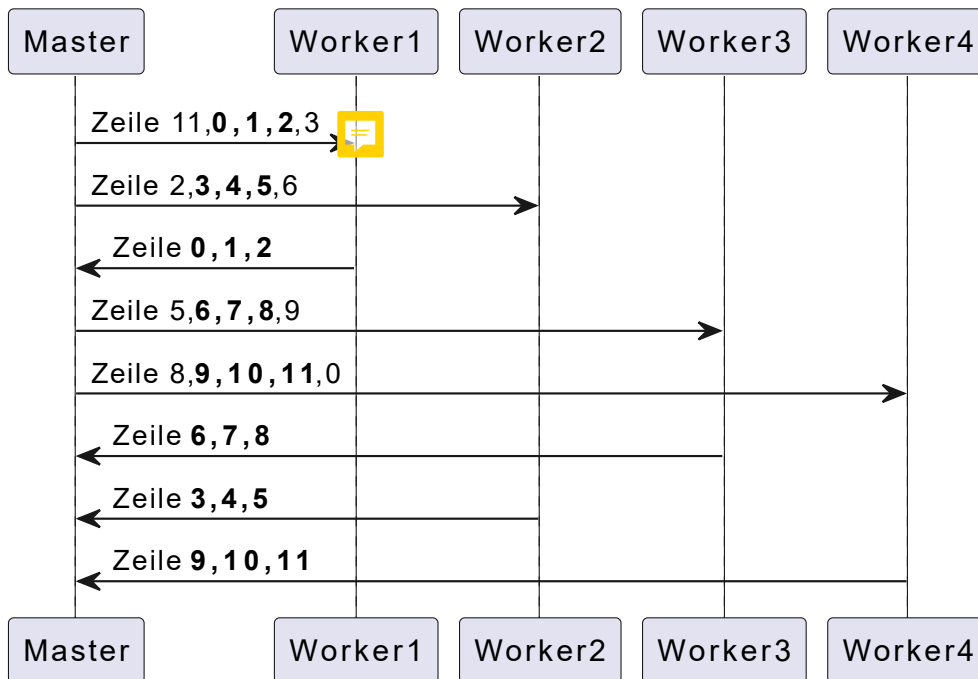 Master Worker1 Worker2 Worker3 Worker4
Zeile 11,0,1,2,3
Zeile 2,3,4,5,6
Zeile 0,1,2
Zeile 5,6,7,8,9
Zeile 8,9,10,11,0
Zeile 6,7,8
Zeile 3,4,5
Zeile 9,10,11
Master Worker1 Worker2 Worker3 Worker4